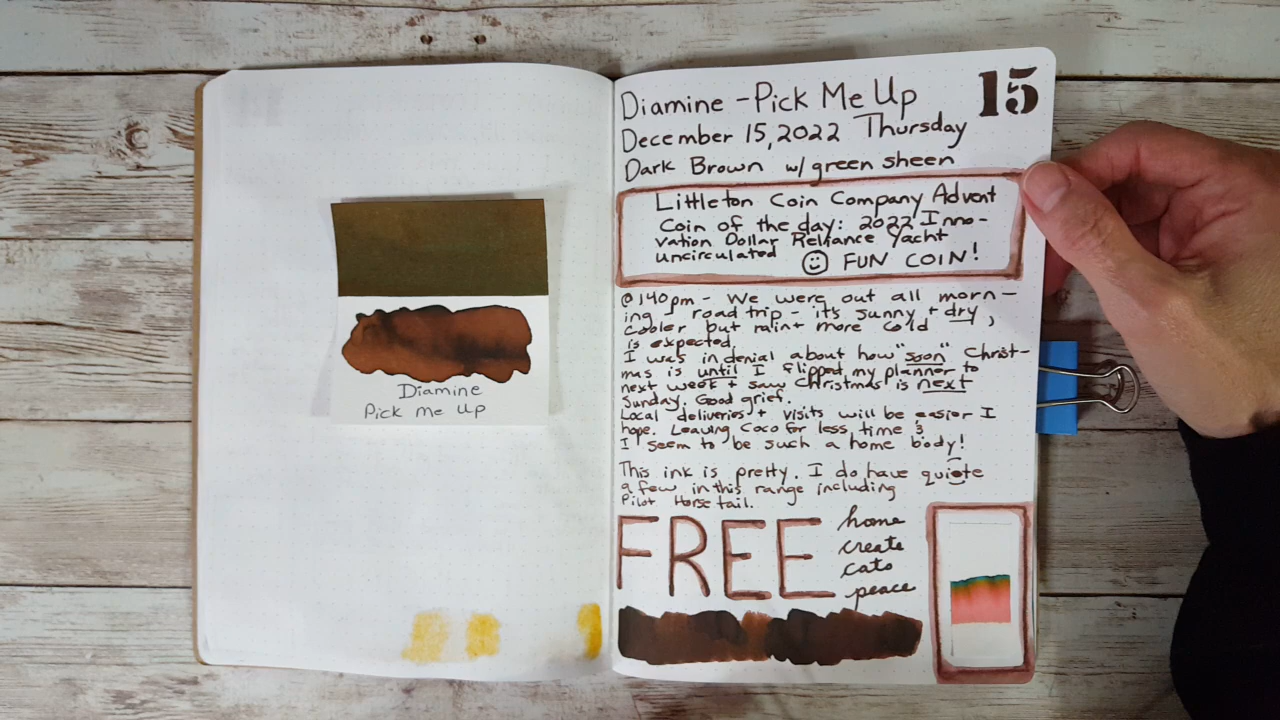 Diamine
Pick me up
15
Diamine - Pick Me Up
December 15, 2022 Thursday
Dark Brown w/ green sheen
Littleton Coin Company Advent
Coin of the day: 2022 Inno-
vation Dollar Reliance Yacht
uncirculated ☺ FUN COIN!
@ 140pm - We were out all morn-
ing road trip - its sunny + dry,
cooler but rain + more cold
is expected.
I was in denial about how "soon" Christ-
mas is until I flipped my planner to
next week + saw Christmas is next
Sunday. Good grief.
Local deliveries + visits will be easier I
hope. Leaving Coco for less time &
I seem to be such a home body!
This ink is pretty. I do have quiete
a few in this range including
Pilot Horse tail.
FREE
home
create
cats
peace